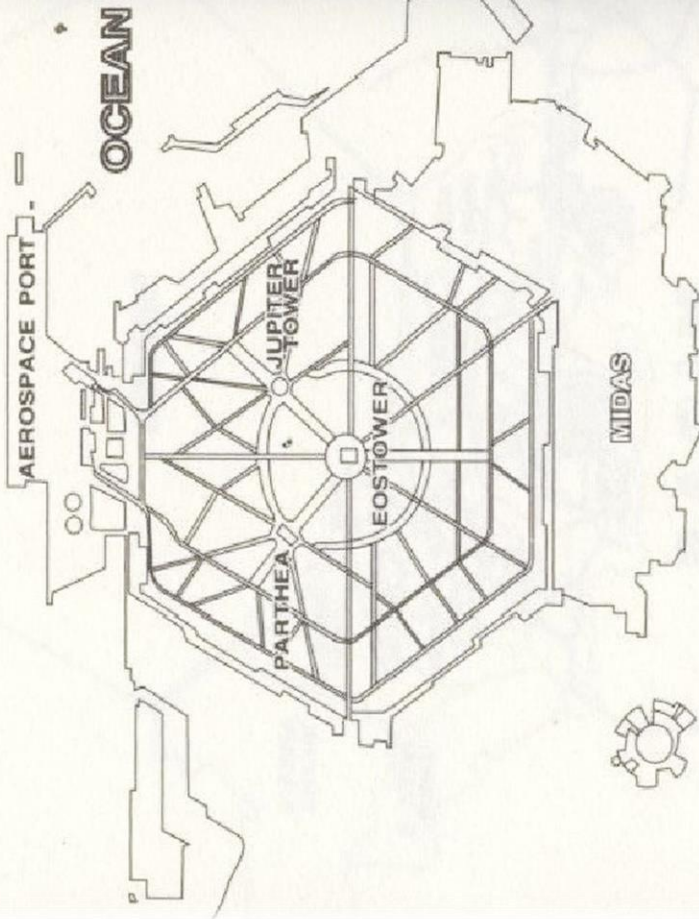 OCEAN
AEROSPACE PORT
JUPITER
TOWER
EOSTOWER
PARTHEA
MIDAS